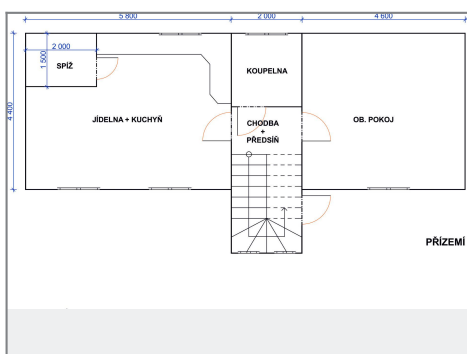 5 800
2 000
4 600
2 000
1 500
4 400
SPÍŽ
KOUPELNA
JÍDELNA + KUCHYŇ
CHODBA
+
PŘEDSÍŇ
OB. POKOJ
PŘÍZEMÍ